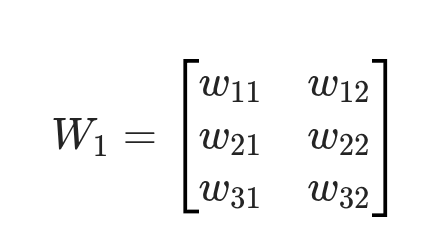 W₁ = [ w₁₁ w₁₂
w₂₁ w₂₂
w₃₁ w₃₂ ]